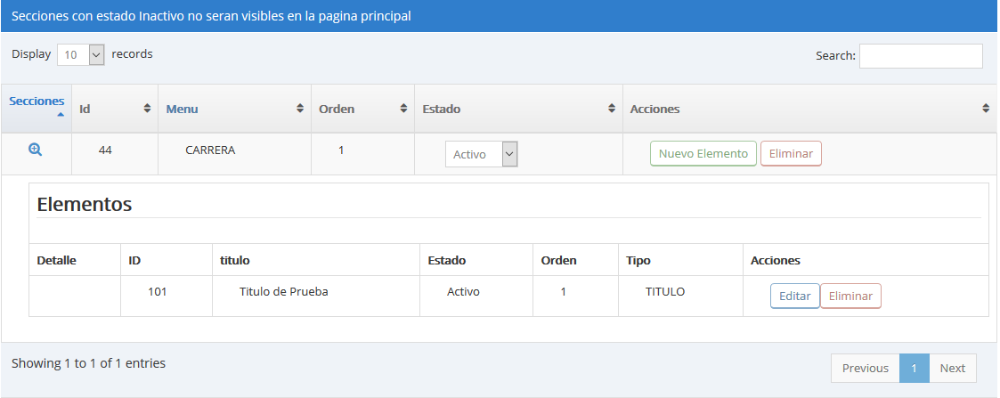 Secciones con estado Inactivo no seran visibles en la pagina principal
Display 10 records Search:
Secciones Id Menu Orden Estado Acciones
44 CARRERA 1 Activo Nuevo Elemento Eliminar
Elementos
Detalle ID titulo Estado Orden Tipo Acciones
101 Titulo de Prueba Activo 1 TITULO Editar Eliminar
Showing 1 to 1 of 1 entries Previous 1 Next